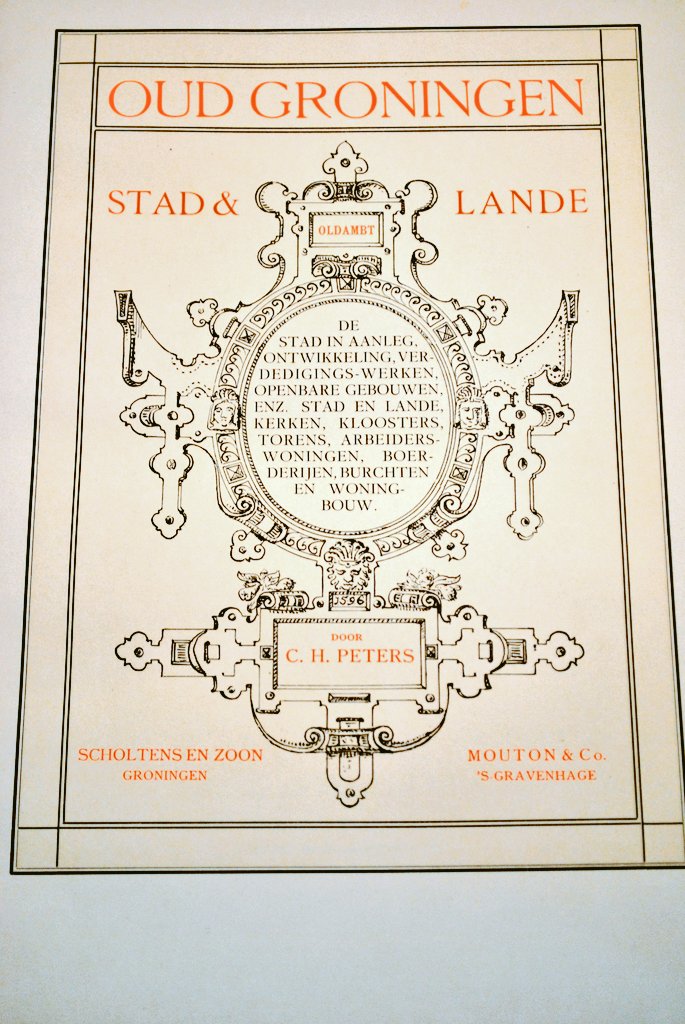 OUD GRONINGEN
STAD & LANDE
OLDAMBT
DE
STAD IN AANLEG,
ONTWIKKELING, VER-
DEDIGINGS-WERKEN,
OPENBARE GEBOUWEN,
ENZ. STAD EN LANDE,
KERKEN, KLOOSTERS,
TORENS, ARBEIDERS-
WONINGEN, BOER-
DERIJEN, BURCHTEN
EN WONING-
BOUW.
1596
DOOR
C. H. PETERS
SCHOLTENS EN ZOON
GRONINGEN
MOUTON & Co.
'S-GRAVENHAGE